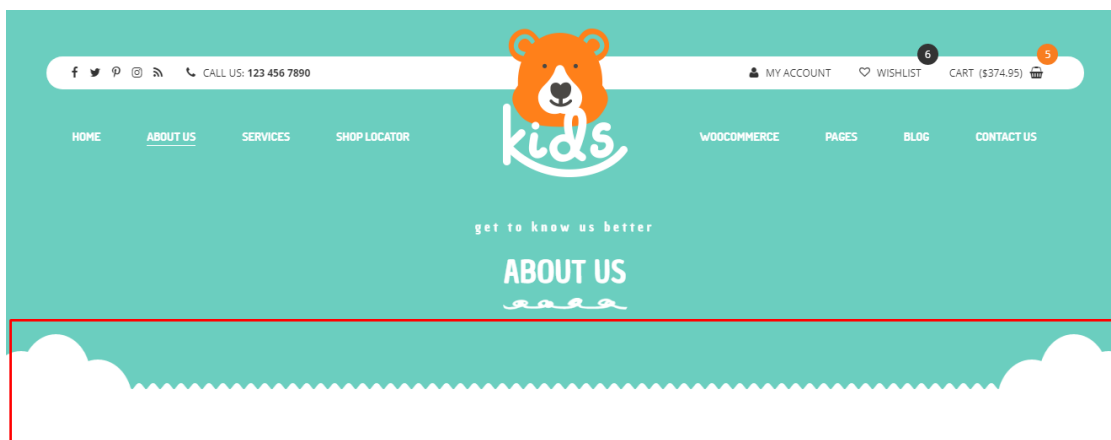 CALL US: 123 456 7890
MY ACCOUNT
6
WISHLIST
5
CART ($374.95)
HOME ABOUT US SERVICES SHOP LOCATOR
kids
WOOCOMMERCE PAGES BLOG CONTACT US
get to know us better
ABOUT US